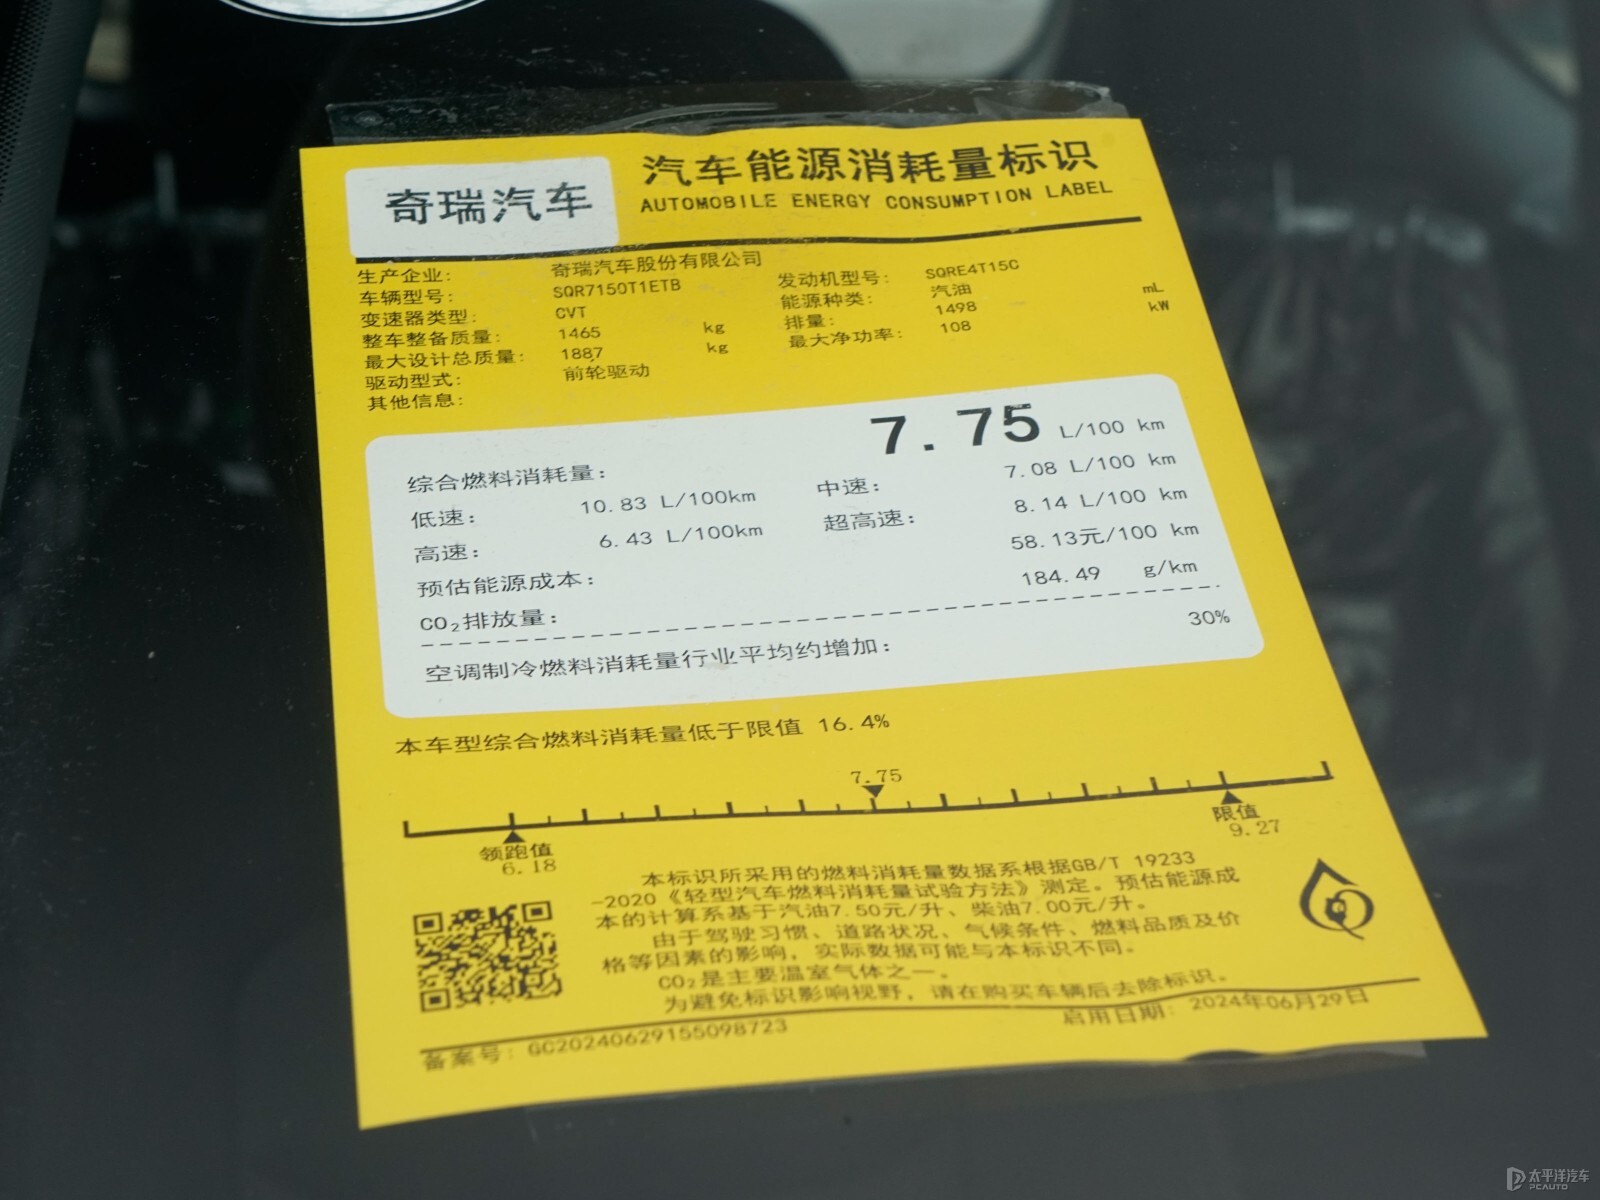 奇瑞汽车
汽车能源消耗量标识
AUTOMOBILE ENERGY CONSUMPTION LABEL
生产企业: 奇瑞汽车股份有限公司
车辆型号: SQR7150T1ETB 发动机型号: SQRE4T15C
变速器类型: CVT 能源种类: 汽油
整车整备质量: 1465 kg 排量: 1498 mL
最大设计总质量: 1887 kg 最大净功率: 108 kW
驱动型式: 前轮驱动
其他信息:
综合燃料消耗量: 7.75 L/100 km
低速: 10.83 L/100km 中速: 7.08 L/100 km
高速: 6.43 L/100km 超高速: 8.14 L/100 km
预估能源成本: 58.13元/100 km
CO₂排放量: 184.49 g/km
空调制冷燃料消耗量行业平均约增加: 30%
本车型综合燃料消耗量低于限值 16.4%
7.75
领跑值
6.18
限值
9.27
本标识所采用的燃料消耗量数据系根据GB/T 19233
-2020《轻型汽车燃料消耗量试验方法》测定。预估能源成
本的计算系基于汽油7.50元/升、柴油7.00元/升。
由于驾驶习惯、道路状况、气候条件、燃料品质及价
格等因素的影响, 实际数据可能与本标识不同。
CO₂是主要温室气体之一。
为避免标识影响视野, 请在购买车辆后去除标识。
备案号: GC20240629155098723 启用日期: 2024年06月29日
太平洋汽车
PCAUTO